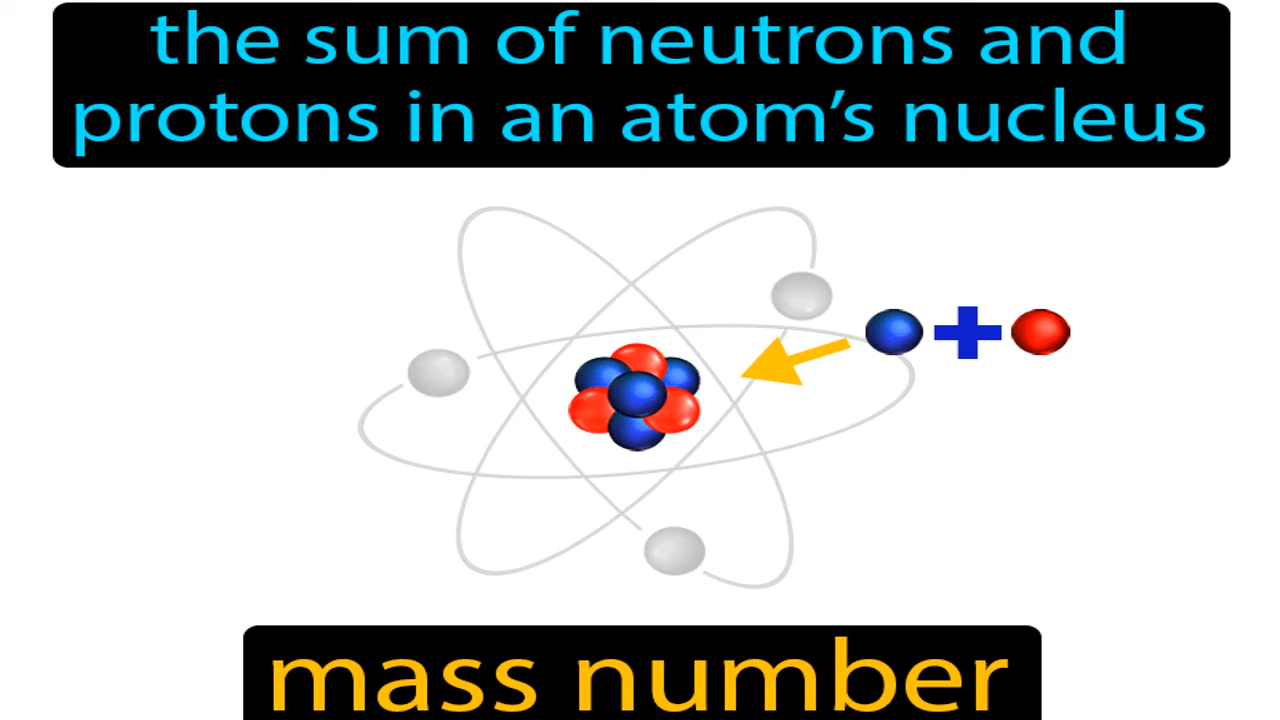 the sum of neutrons and
protons in an atom’s nucleus
mass number